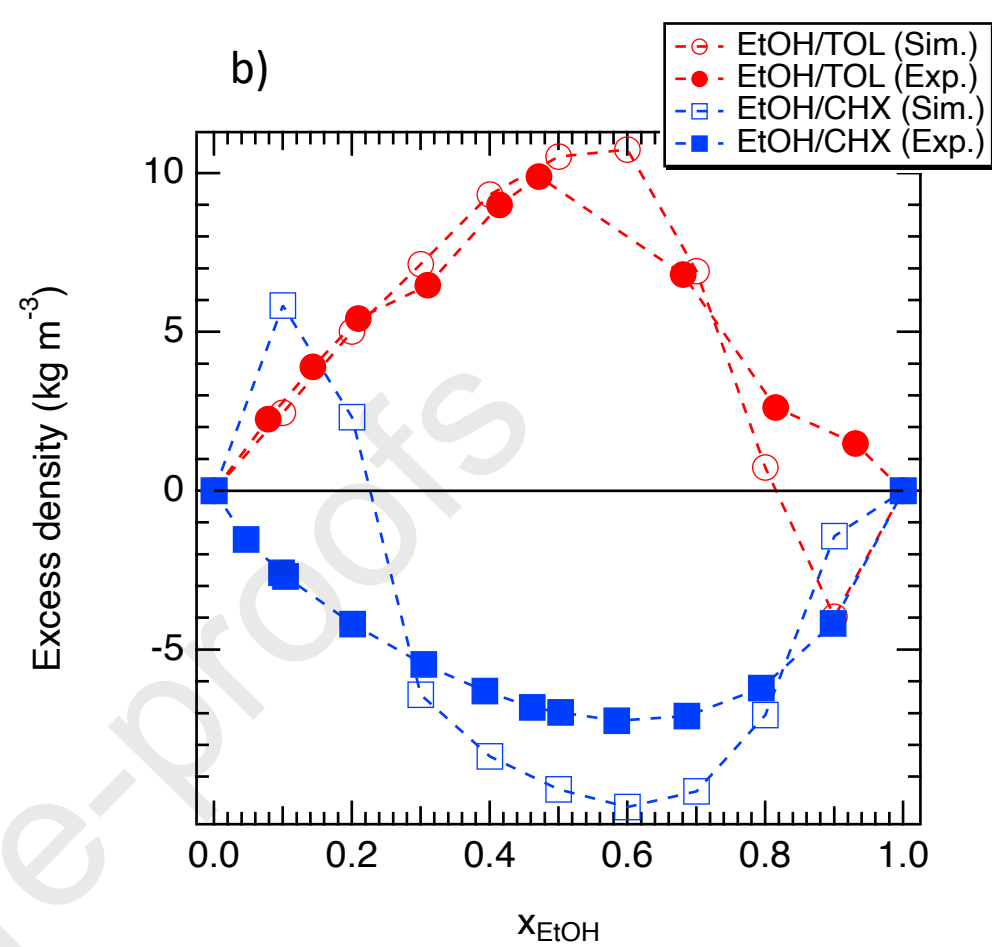 b)
EtOH/TOL (Sim.)
EtOH/TOL (Exp.)
EtOH/CHX (Sim.)
EtOH/CHX (Exp.)
10
5
0
-5
Excess density (kg m-3)
0.0 0.2 0.4 0.6 0.8 1.0
xEtOH
e-proofs